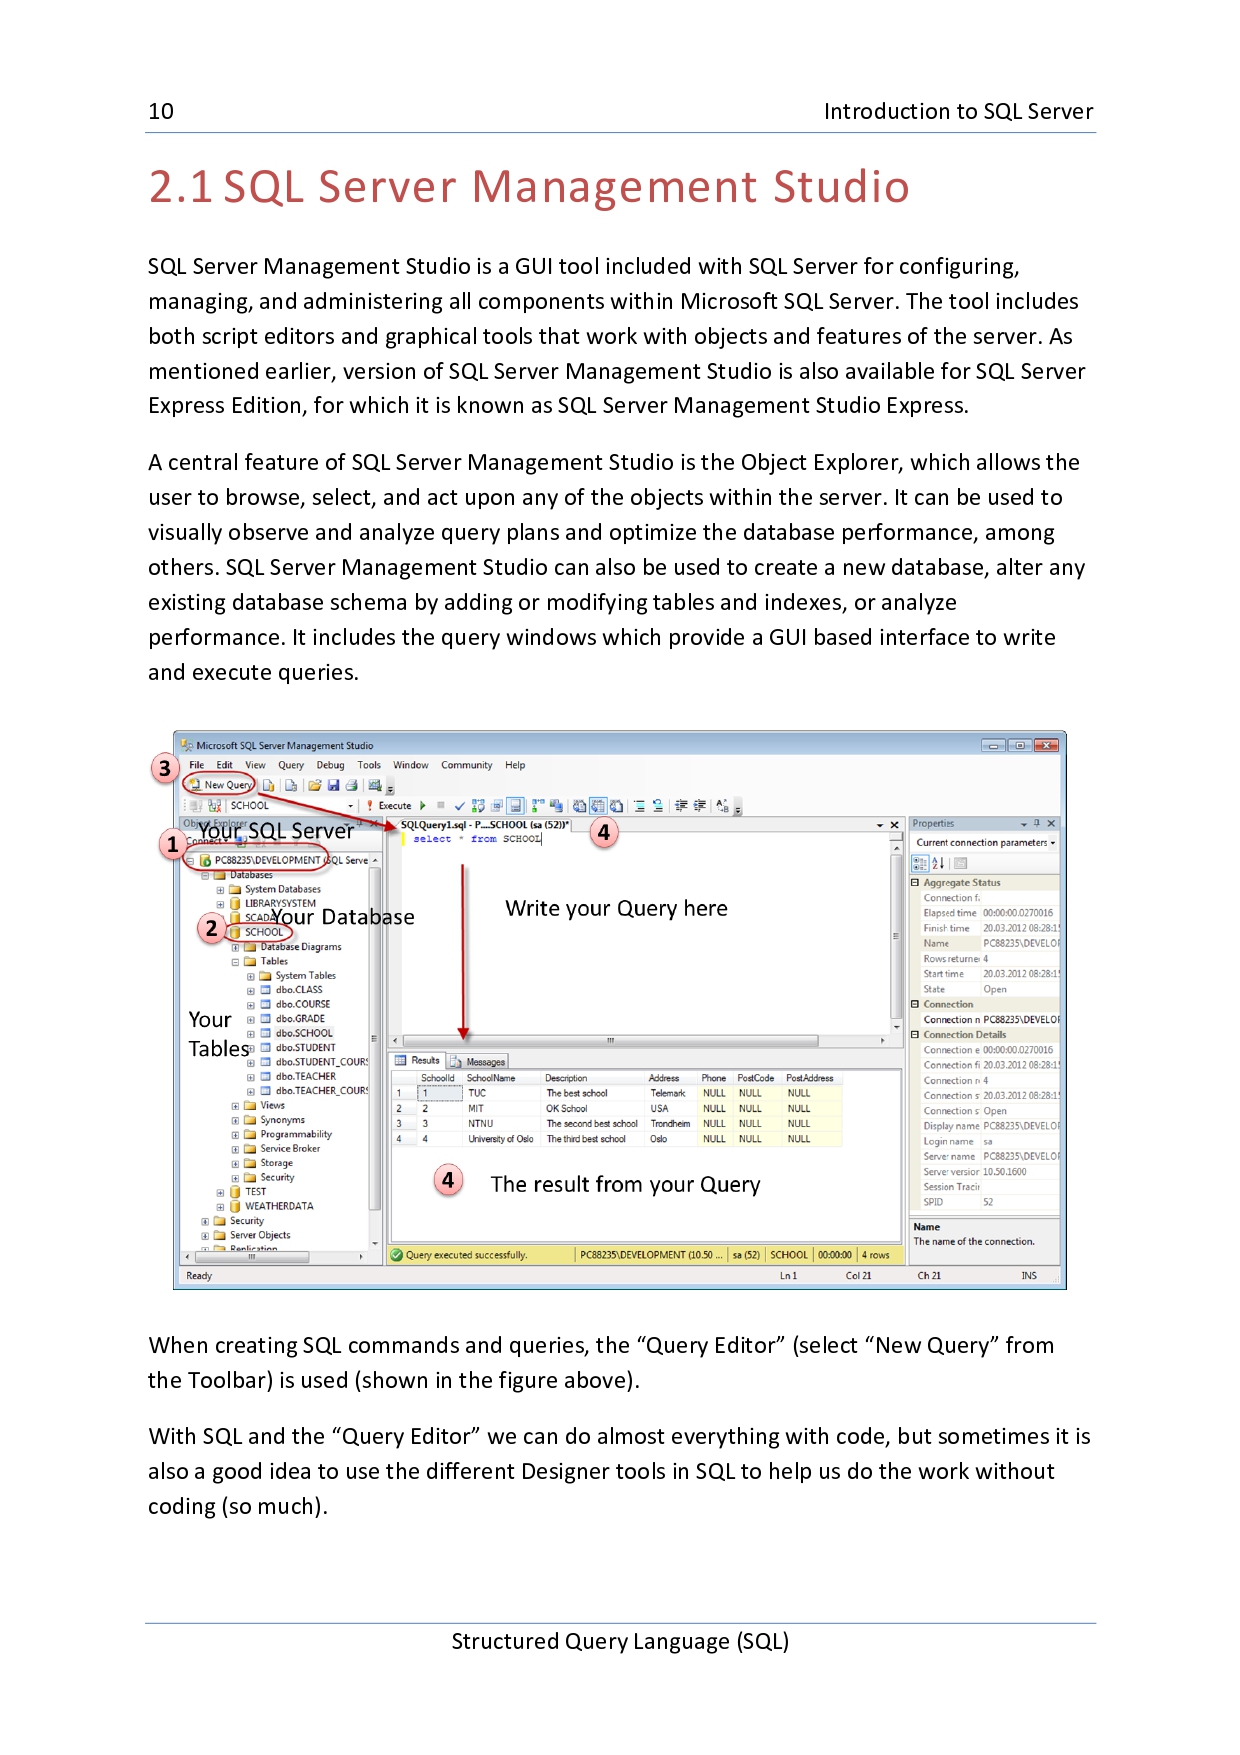 10 Introduction to SQL Server
2.1 SQL Server Management Studio
SQL Server Management Studio is a GUI tool included with SQL Server for configuring,
managing, and administering all components within Microsoft SQL Server. The tool includes
both script editors and graphical tools that work with objects and features of the server. As
mentioned earlier, version of SQL Server Management Studio is also available for SQL Server
Express Edition, for which it is known as SQL Server Management Studio Express.
A central feature of SQL Server Management Studio is the Object Explorer, which allows the
user to browse, select, and act upon any of the objects within the server. It can be used to
visually observe and analyze query plans and optimize the database performance, among
others. SQL Server Management Studio can also be used to create a new database, alter any
existing database schema by adding or modifying tables and indexes, or analyze
performance. It includes the query windows which provide a GUI based interface to write
and execute queries.
Microsoft SQL Server Management Studio
File Edit View Query Debug Tools Window Community Help
3
New Query
SCHOOL
Execute
Object Explorer
Your SQL Server
Connect
1
PC88235\DEVELOPMENT (SQL Serve
Databases
System Databases
LIBRARYSYSTEM
SCADA
Your Database
2
SCHOOL
Database Diagrams
Tables
System Tables
dbo.CLASS
dbo.COURSE
dbo.GRADE
dbo.SCHOOL
dbo.STUDENT
dbo.STUDENT_COURS
dbo.TEACHER
dbo.TEACHER_COURS
Your
Tables
Views
Synonyms
Programmability
Service Broker
Storage
Security
TEST
WEATHERDATA
Security
Server Objects
Replication
SQLQuery1.sql - P....SCHOOL (sa (52))*
4
select * from SCHOOL
Write your Query here
Results Messages
SchoolId SchoolName Description Address Phone PostCode PostAddress
1 1 TUC The best school Telemark NULL NULL NULL
2 2 MIT OK School USA NULL NULL NULL
3 3 NTNU The second best school Trondheim NULL NULL NULL
4 4 University of Oslo The third best school Oslo NULL NULL NULL
4 The result from your Query
Query executed successfully. PC88235\DEVELOPMENT (10.50 ... sa (52) SCHOOL 00:00:00 4 rows
Properties
Current connection parameters
Aggregate Status
Connection f
Elapsed time 00:00:00.0270016
Finish time 20.03.2012 08:28:1
Name PC88235\DEVELO
Rows returne 4
Start time 20.03.2012 08:28:1
State Open
Connection
Connection n PC88235\DEVELO
Connection Details
Connection e 00:00:00.0270016
Connection fi 20.03.2012 08:28:1
Connection r 4
Connection s 20.03.2012 08:28:1
Connection s Open
Display name PC88235\DEVELO
Login name sa
Server name PC88235\DEVELO
Server version 10.50.1600
Session Tracin
SPID 52
Name
The name of the connection.
Ready Ln 1 Col 21 Ch 21 INS
When creating SQL commands and queries, the “Query Editor” (select “New Query” from
the Toolbar) is used (shown in the figure above).
With SQL and the “Query Editor” we can do almost everything with code, but sometimes it is
also a good idea to use the different Designer tools in SQL to help us do the work without
coding (so much).
Structured Query Language (SQL)